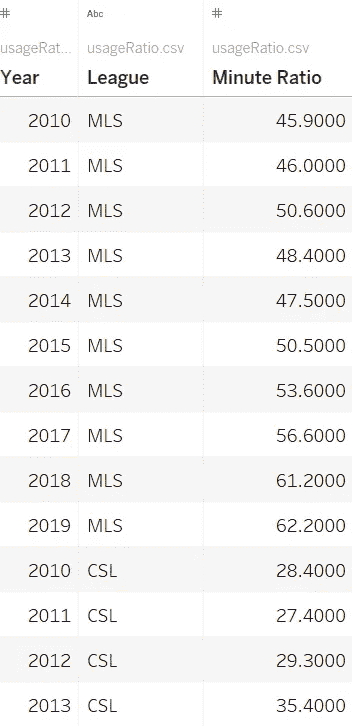 # Abc #
usageRat... usageRatio.csv usageRatio.csv
Year League Minute Ratio
2010 MLS 45.9000
2011 MLS 46.0000
2012 MLS 50.6000
2013 MLS 48.4000
2014 MLS 47.5000
2015 MLS 50.5000
2016 MLS 53.6000
2017 MLS 56.6000
2018 MLS 61.2000
2019 MLS 62.2000
2010 CSL 28.4000
2011 CSL 27.4000
2012 CSL 29.3000
2013 CSL 35.4000